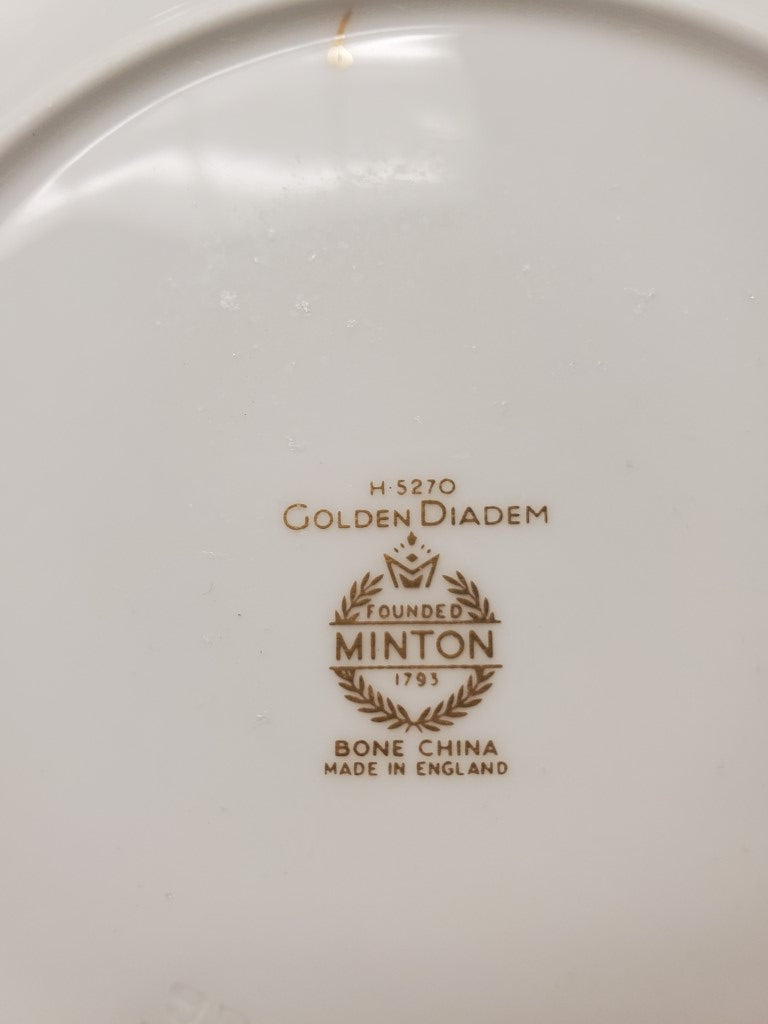 H·5270
GOLDEN DIADEM
FOUNDED
MINTON
1793
BONE CHINA
MADE IN ENGLAND